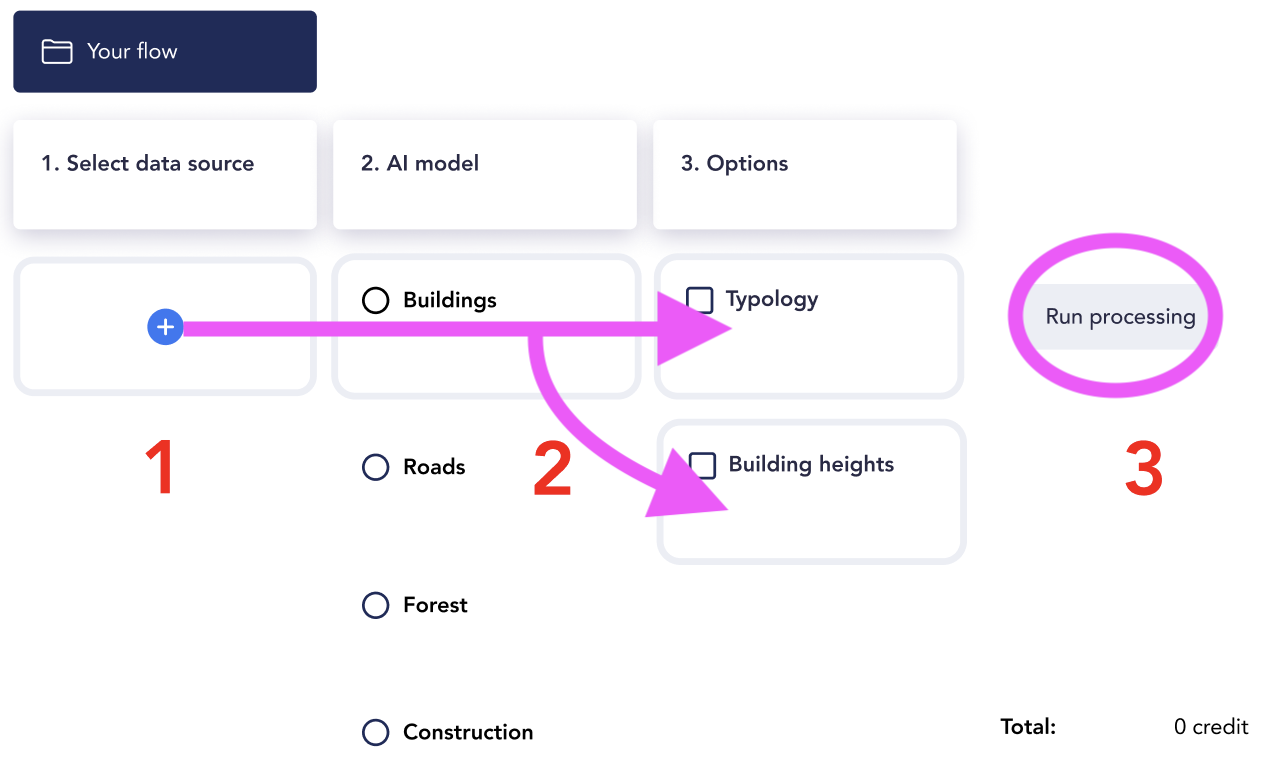 Your flow
1. Select data source
2. AI model
3. Options
Buildings
Typology
Run processing
1
Roads
2
Building heights
3
Forest
Construction
Total:
0 credit